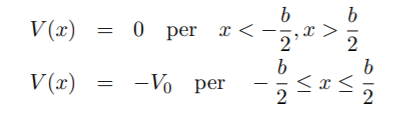 V(x) = 0 per x < -b/2, x > b/2
V(x) = -V₀ per -b/2 ≤ x ≤ b/2